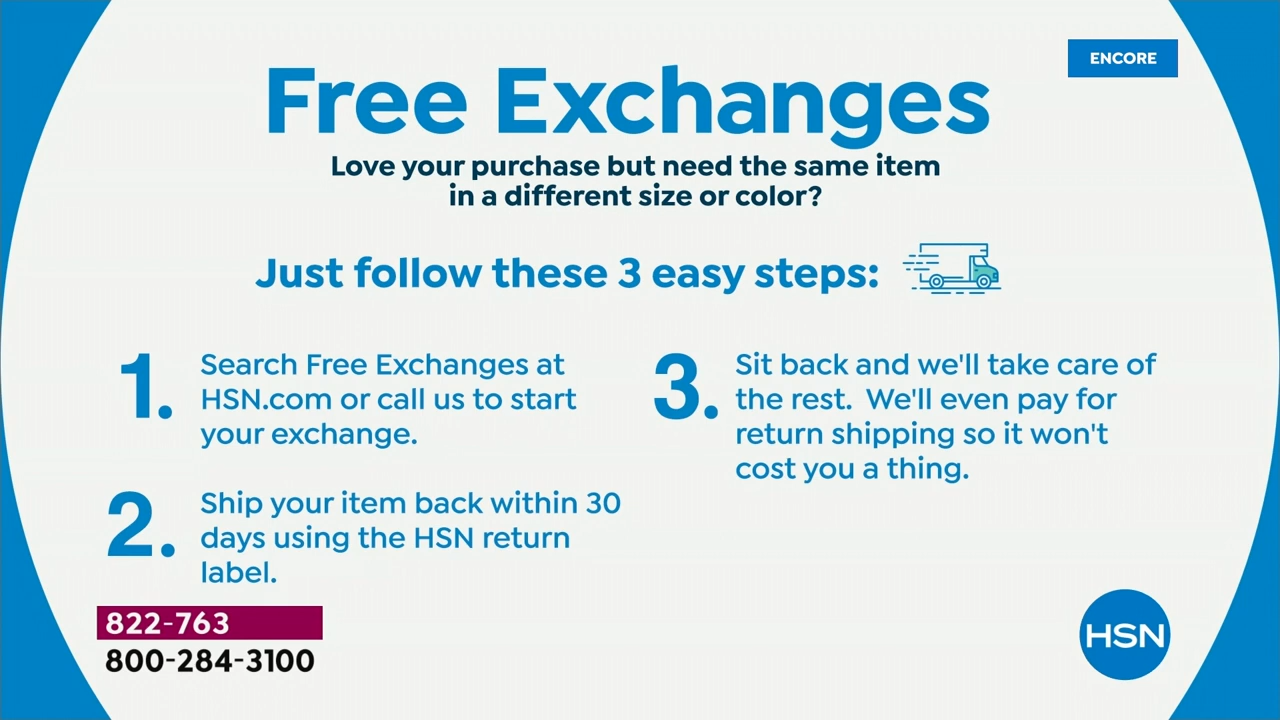 ENCORE
Free Exchanges
Love your purchase but need the same item
in a different size or color?
Just follow these 3 easy steps:
1. Search Free Exchanges at
HSN.com or call us to start
your exchange.
2. Ship your item back within 30
days using the HSN return
label.
3. Sit back and we'll take care of
the rest. We'll even pay for
return shipping so it won't
cost you a thing.
822-763
800-284-3100
HSN